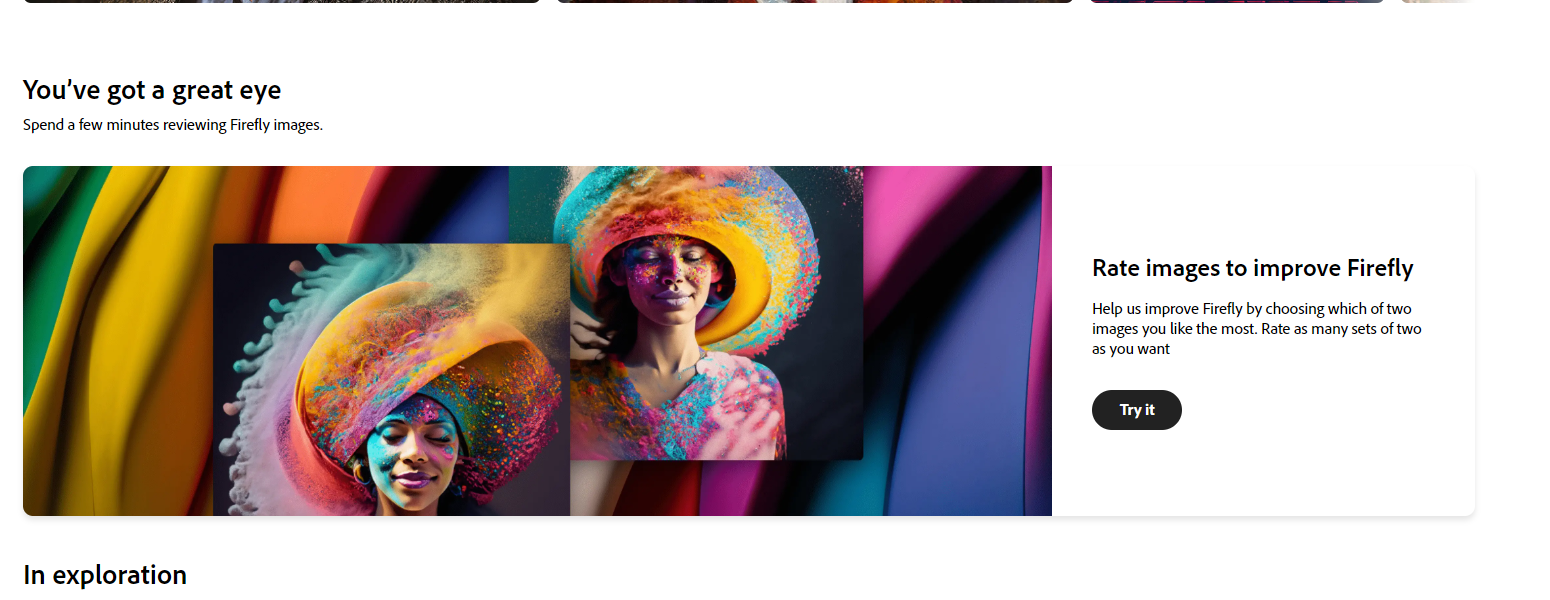 You've got a great eye
Spend a few minutes reviewing Firefly images.
Rate images to improve Firefly
Help us improve Firefly by choosing which of two
images you like the most. Rate as many sets of two
as you want
Try it
In exploration